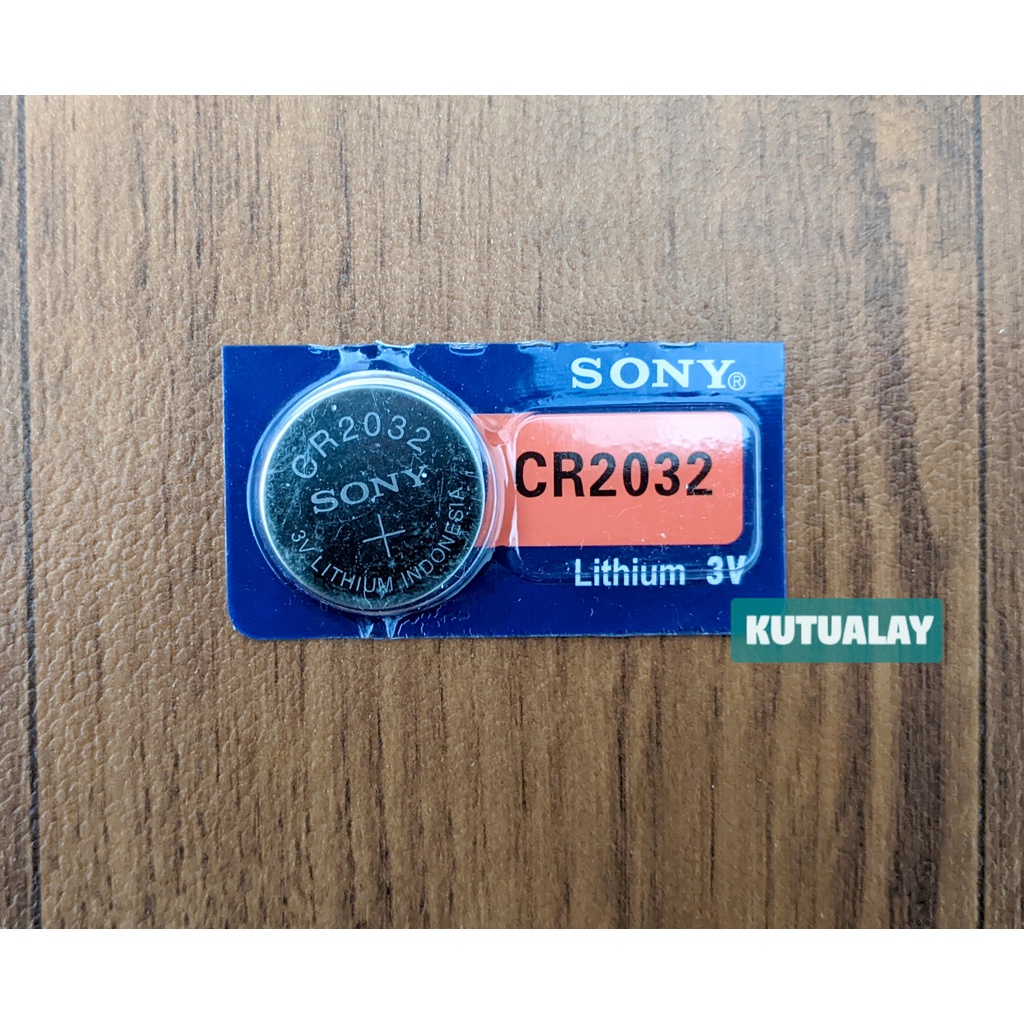 SONY®
CR2032
Lithium 3V
CR2032
SONY
+
3V LITHIUM INDONESIA
KUTUALAY